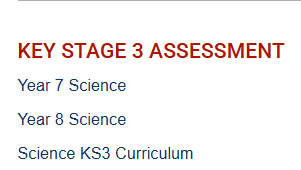 KEY STAGE 3 ASSESSMENT
Year 7 Science
Year 8 Science
Science KS3 Curriculum